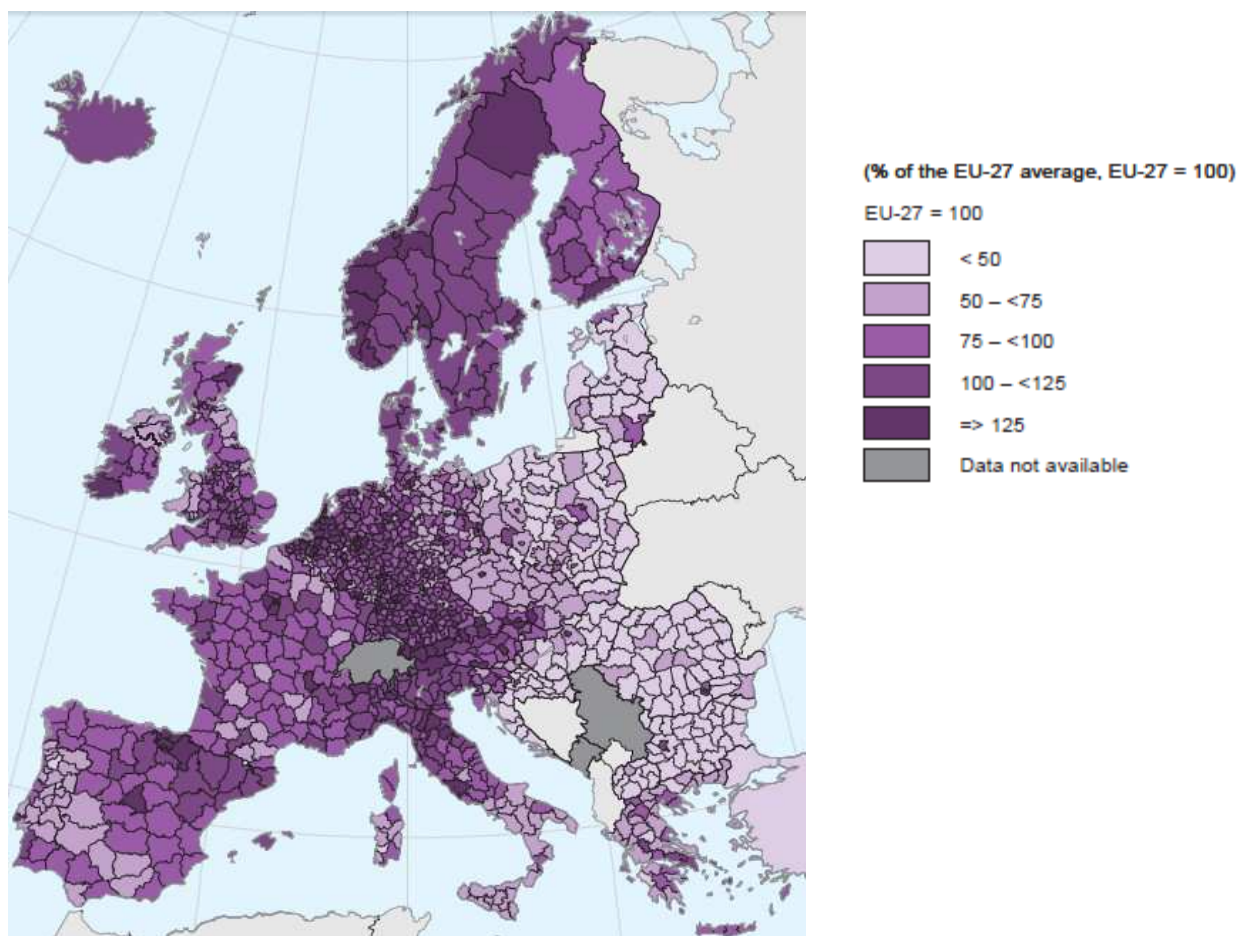 (% of the EU-27 average, EU-27 = 100)
EU-27 = 100
< 50
50 – <75
75 – <100
100 – <125
=> 125
Data not available